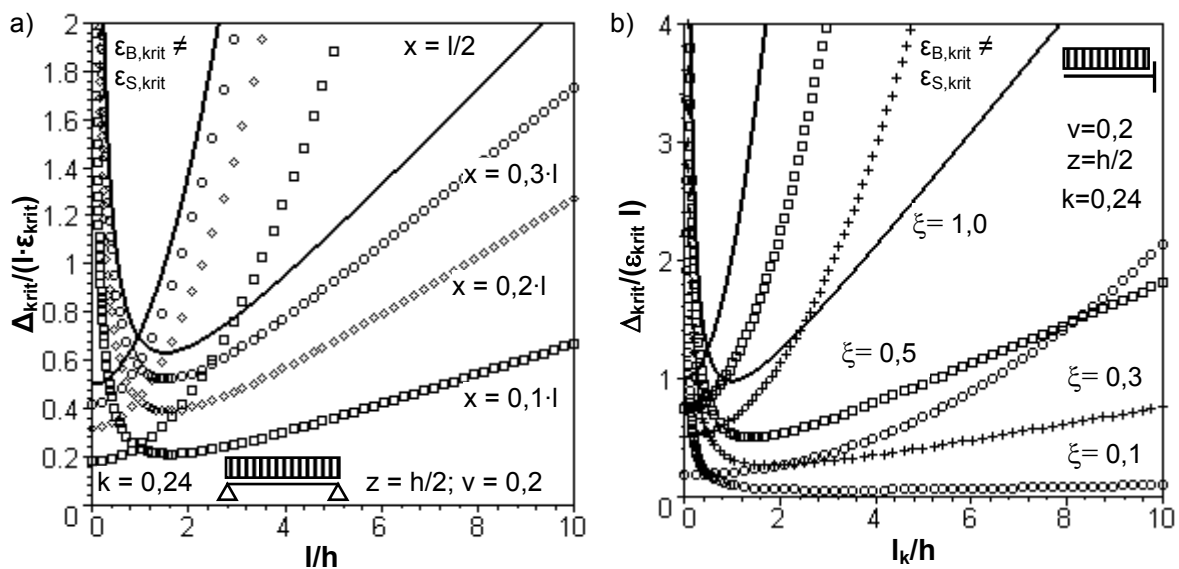 a)
Δkrit/(l·εkrit)
2
1.8
1.6
1.4
1.2
1
0.8
0.6
0.4
0.2
0
εB,krit ≠
εS,krit
x = l/2
x = 0,3·l
x = 0,2·l
x = 0,1·l
k = 0,24
z = h/2; ν = 0,2
0 2 4 6 8 10
l/h
b)
Δkrit/(εkrit l)
4
3
2
1
0
εB,krit ≠
εS,krit
ν=0,2
z=h/2
k=0,24
ξ= 1,0
ξ= 0,5
ξ= 0,3
ξ= 0,1
0 2 4 6 8 10
lk/h